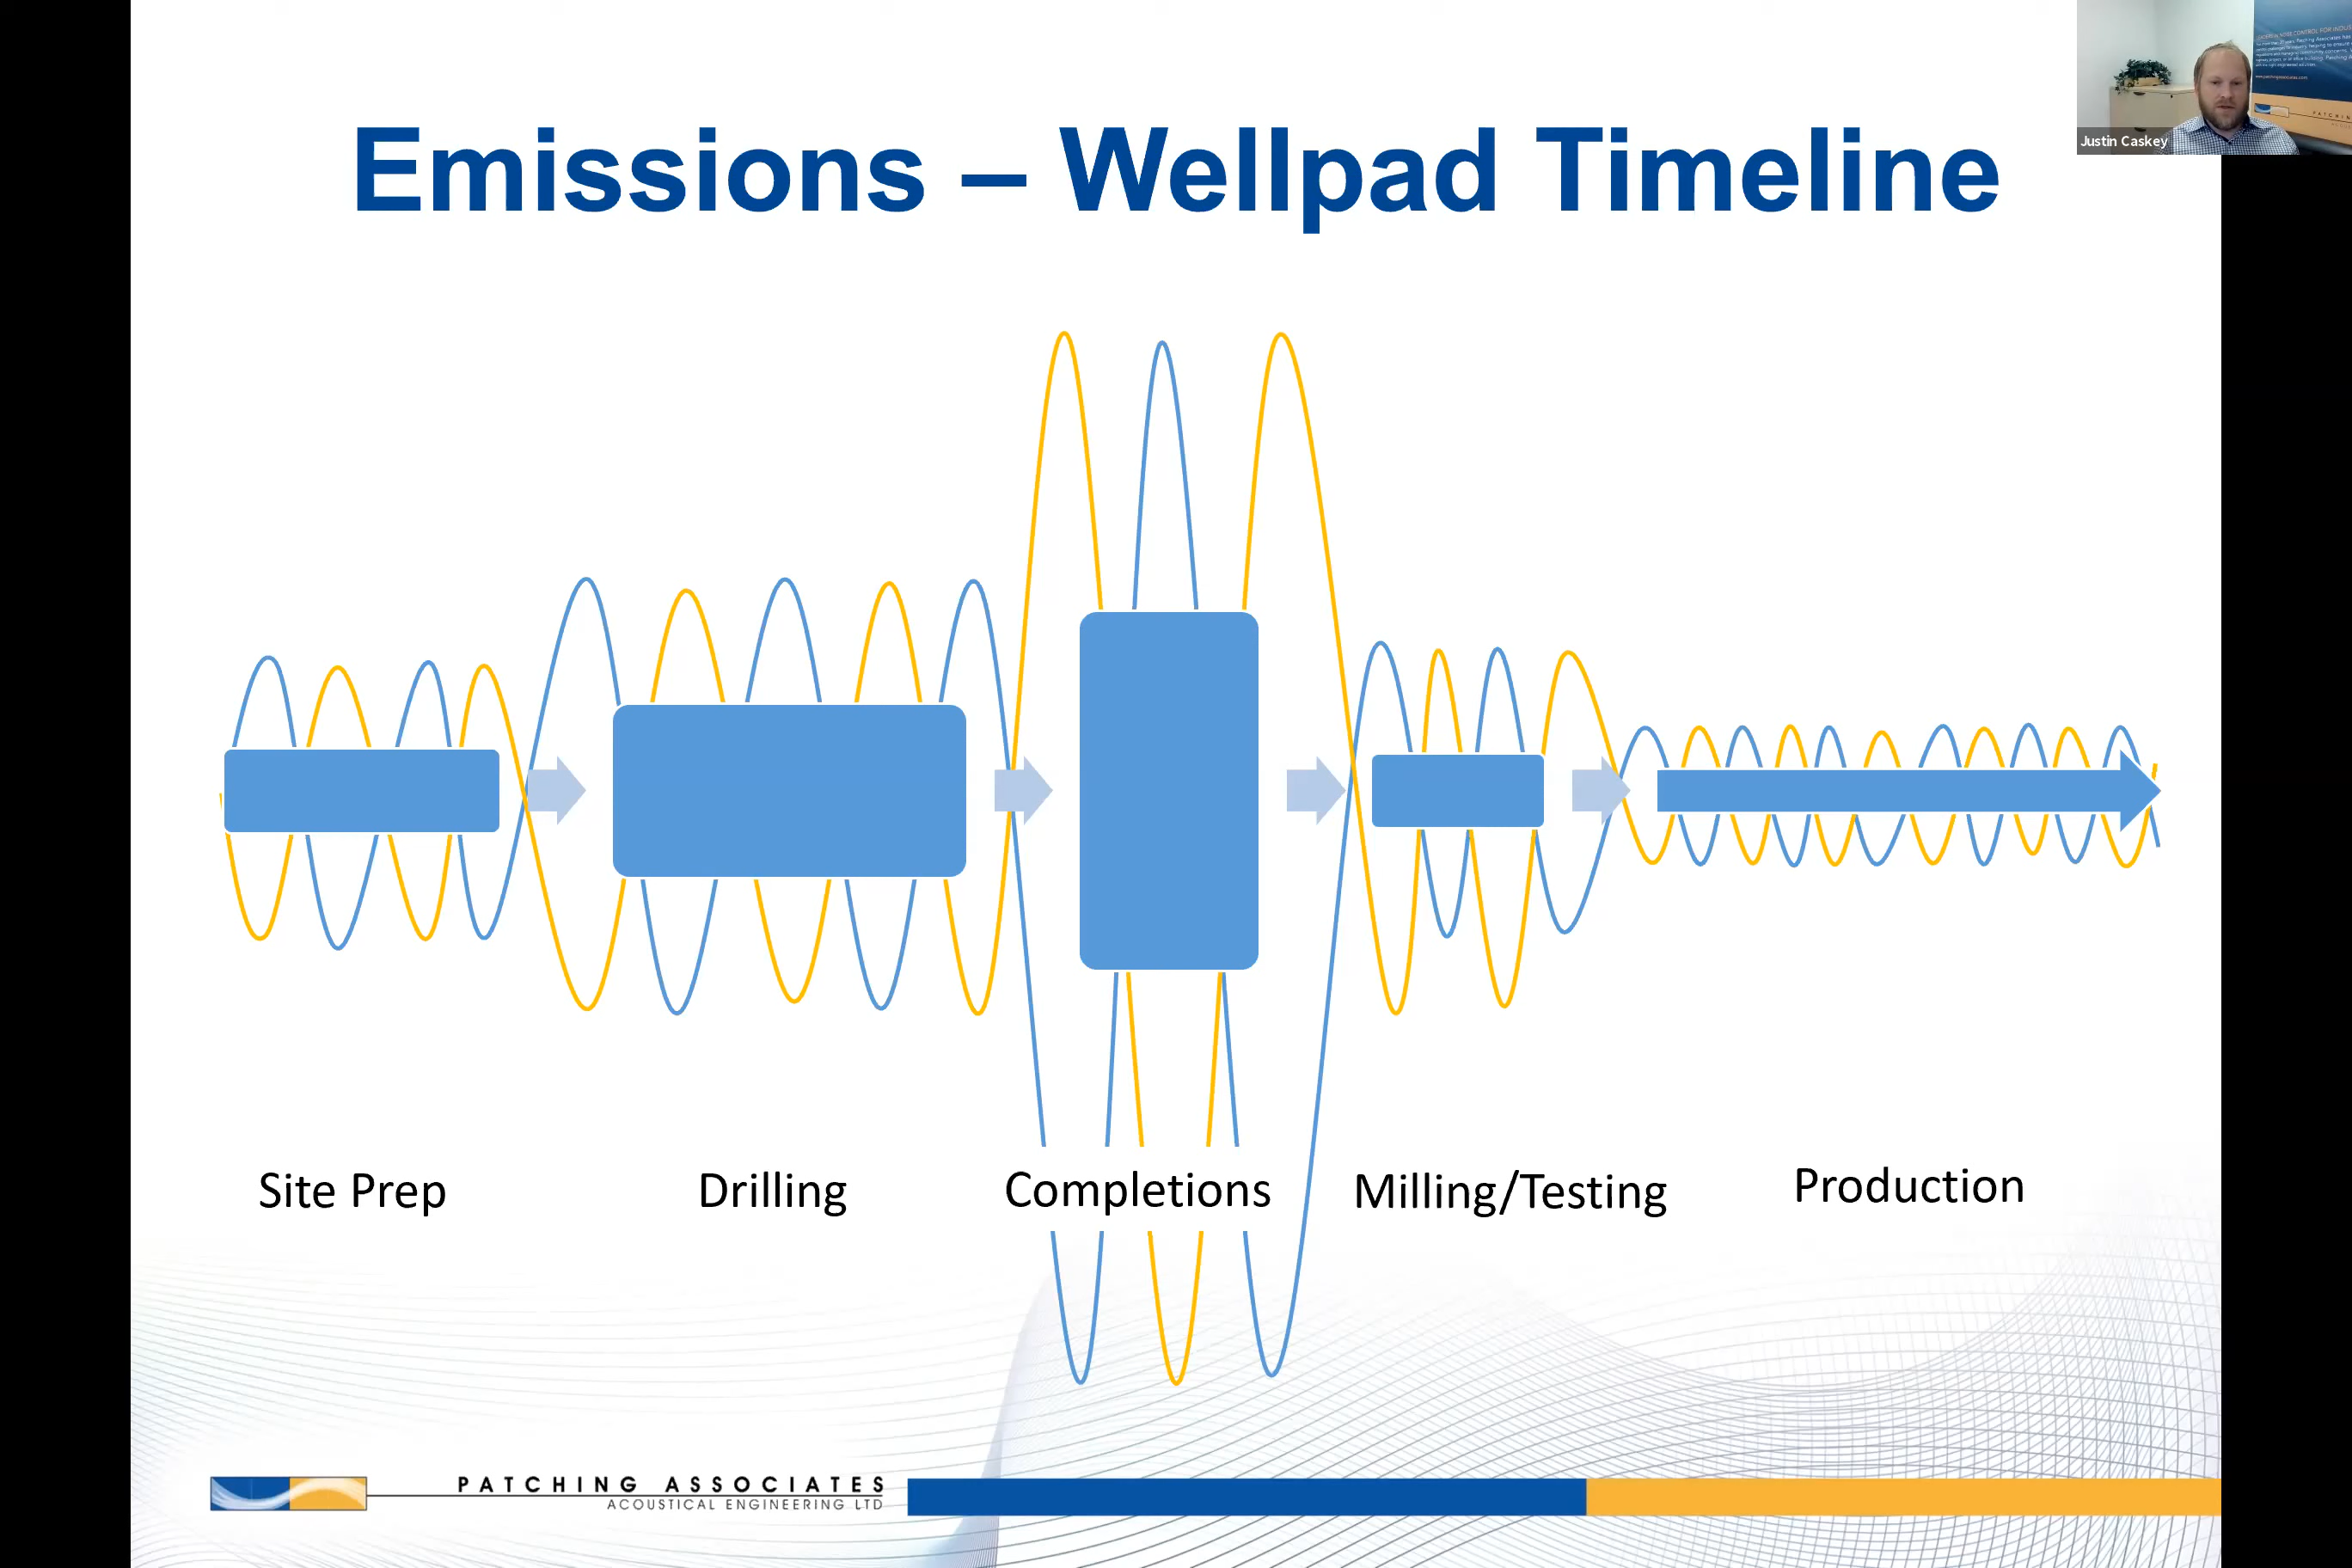 Emissions – Wellpad Timeline
Justin Caskey
Site Prep
Drilling
Completions
Milling/Testing
Production
PATCHING ASSOCIATES
ACOUSTICAL ENGINEERING LTD